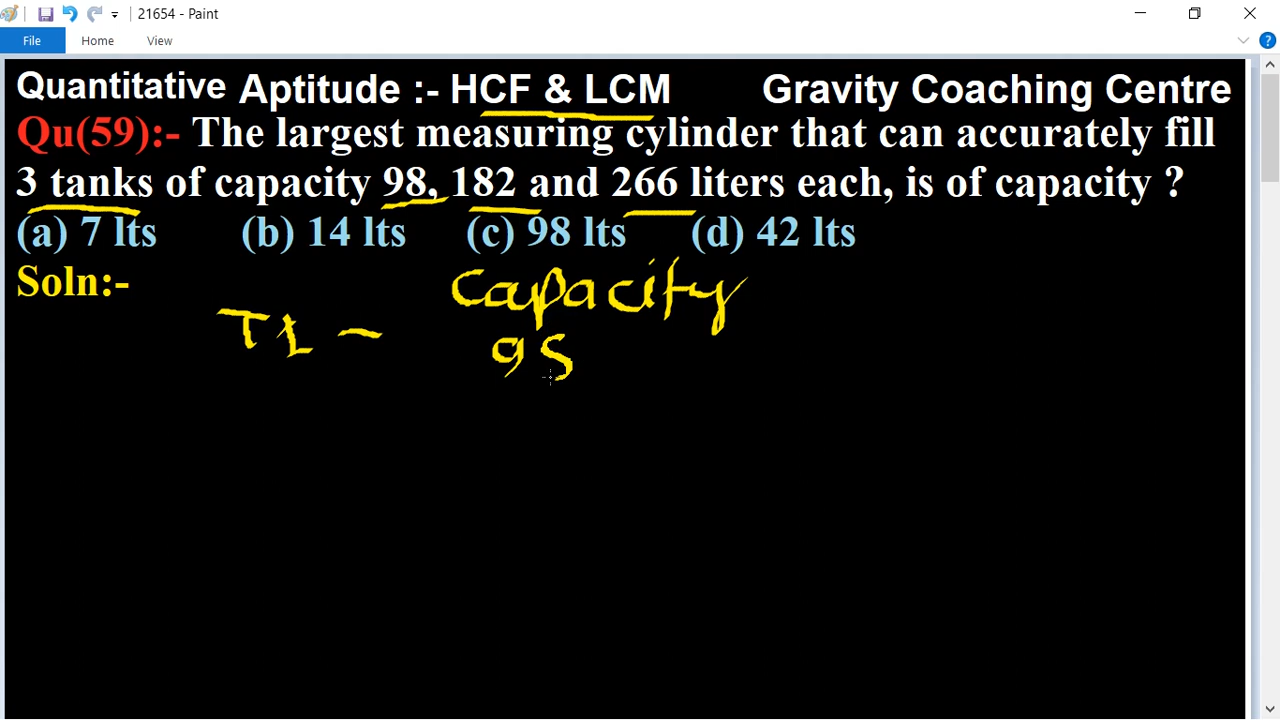 21654 - Paint
File Home View
Quantitative Aptitude :- HCF & LCM Gravity Coaching Centre
Qu(59):- The largest measuring cylinder that can accurately fill
3 tanks of capacity 98, 182 and 266 liters each, is of capacity ?
(a) 7 lts (b) 14 lts (c) 98 lts (d) 42 lts
Soln:-
Capacity
T1 - 9